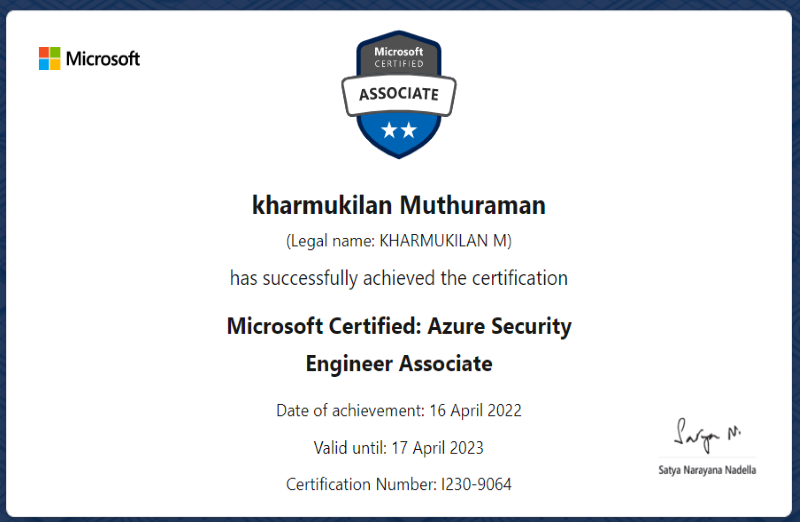 Microsoft
Microsoft
CERTIFIED
ASSOCIATE
kharmukilan Muthuraman
(Legal name: KHARMUKILAN M)
has successfully achieved the certification
Microsoft Certified: Azure Security
Engineer Associate
Date of achievement: 16 April 2022
Valid until: 17 April 2023
Certification Number: I230-9064
Satya N.
Satya Narayana Nadella